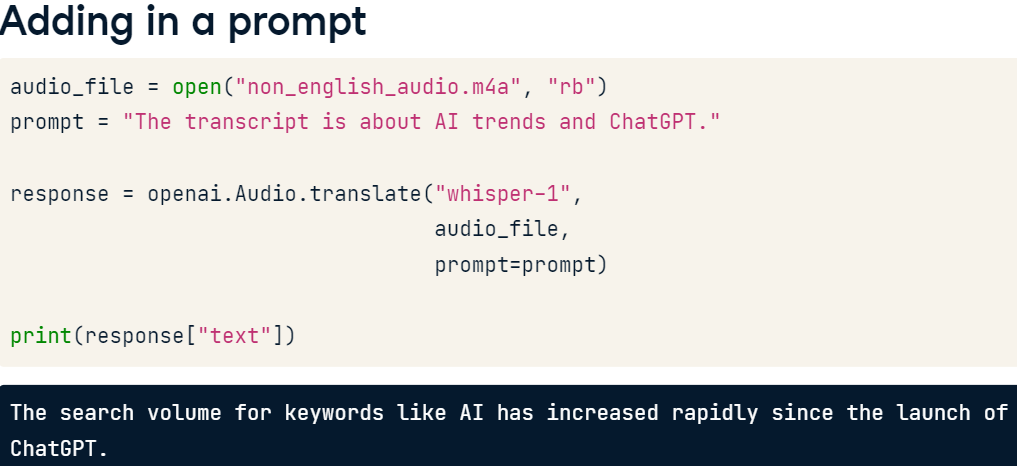 Adding in a prompt
audio_file = open("non_english_audio.m4a", "rb")
prompt = "The transcript is about AI trends and ChatGPT."
response = openai.Audio.translate("whisper-1",
                                  audio_file,
                                  prompt=prompt)
print(response["text"])
The search volume for keywords like AI has increased rapidly since the launch of
ChatGPT.